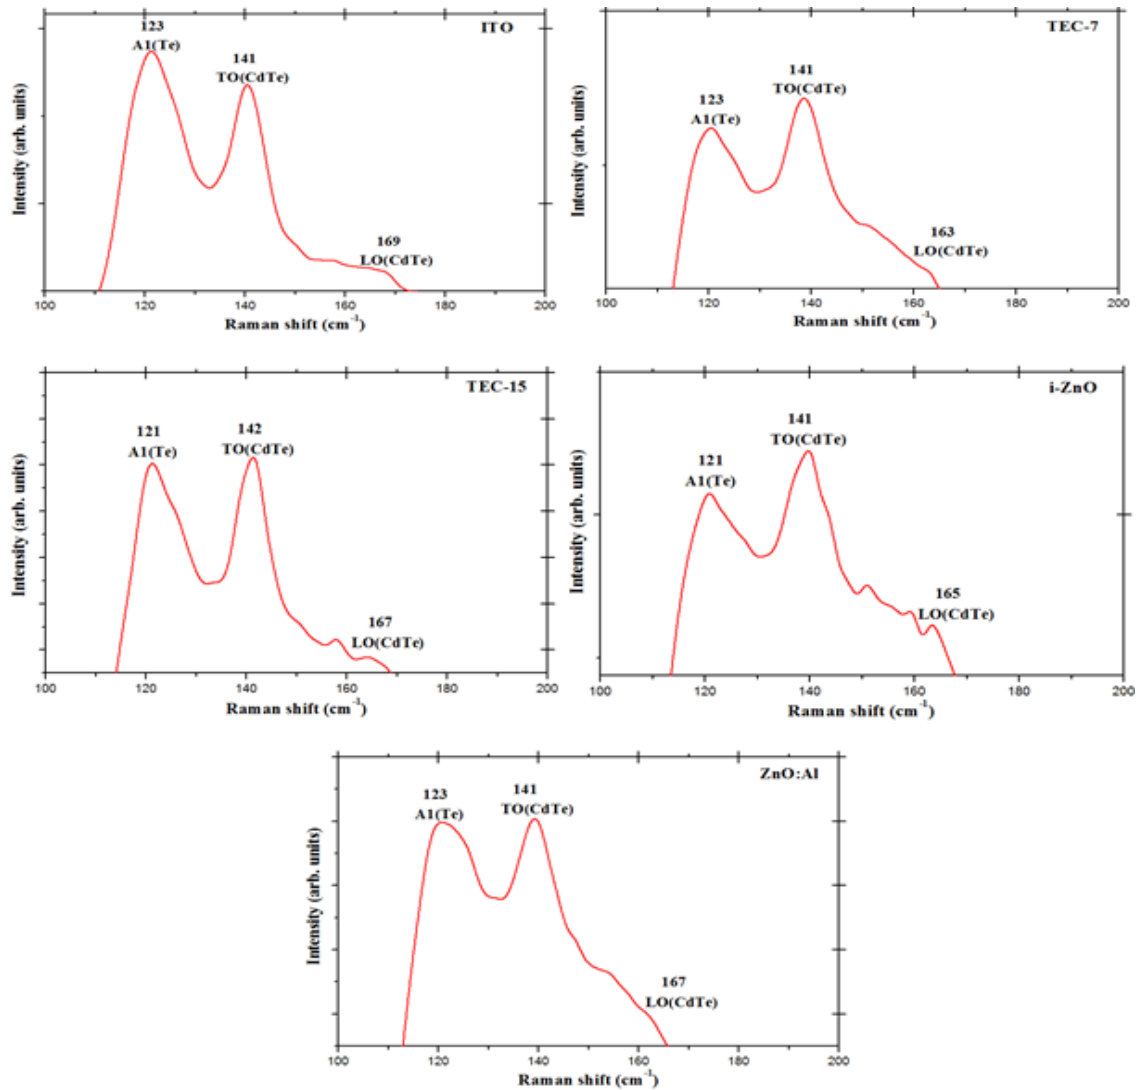 ITO
123
A1(Te)
141
TO(CdTe)
169
LO(CdTe)
Intensity (arb. units)
100 120 140 160 180 200
Raman shift (cm⁻¹)
TEC-7
123
A1(Te)
141
TO(CdTe)
163
LO(CdTe)
Intensity (arb. units)
100 120 140 160 180 200
Raman shift (cm⁻¹)
TEC-15
121
A1(Te)
142
TO(CdTe)
167
LO(CdTe)
Intensity (arb. units)
100 120 140 160 180 200
Raman shift (cm⁻¹)
i-ZnO
121
A1(Te)
141
TO(CdTe)
165
LO(CdTe)
Intensity (arb. units)
100 120 140 160 180 200
Raman shift (cm⁻¹)
ZnO:Al
123
A1(Te)
141
TO(CdTe)
167
LO(CdTe)
Intensity (arb. units)
100 120 140 160 180 200
Raman shift (cm⁻¹)